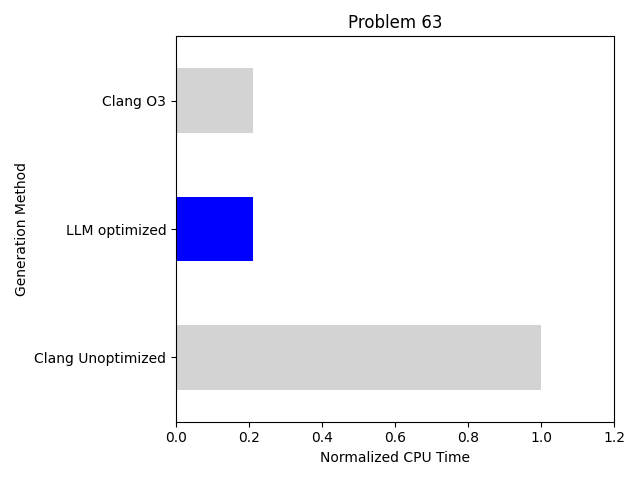 Problem 63
Generation Method
Clang O3
LLM optimized
Clang Unoptimized
0.0 0.2 0.4 0.6 0.8 1.0 1.2
Normalized CPU Time